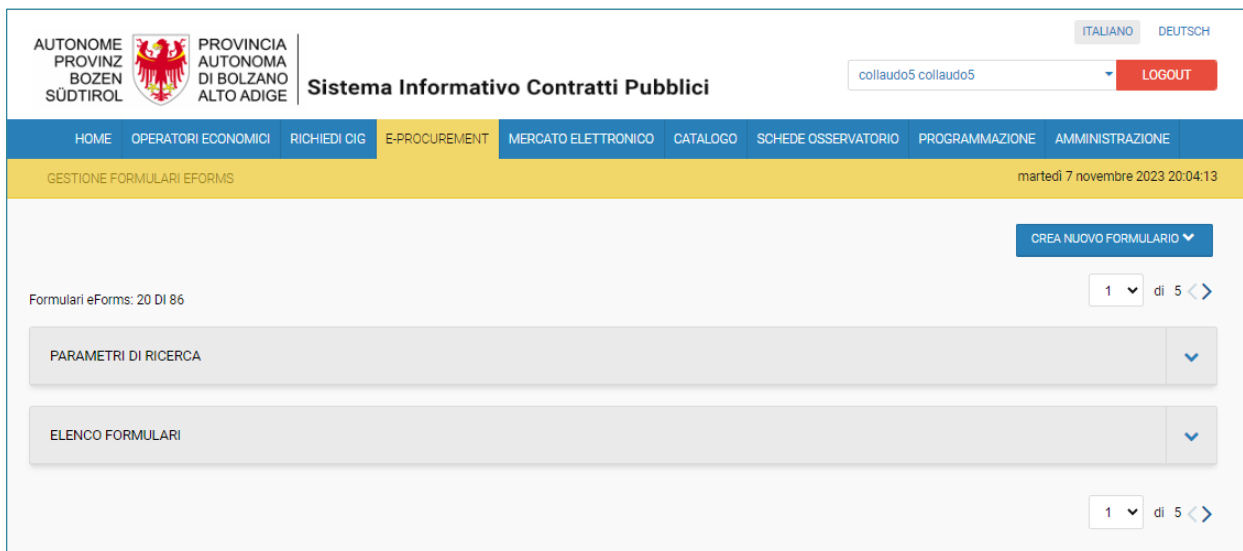 ITALIANO DEUTSCH
AUTONOME PROVINZ BOZEN SÜDTIROL
PROVINCIA AUTONOMA DI BOLZANO ALTO ADIGE
Sistema Informativo Contratti Pubblici
collaudo5 collaudo5 LOGOUT
HOME OPERATORI ECONOMICI RICHIEDI CIG E-PROCUREMENT MERCATO ELETTRONICO CATALOGO SCHEDE OSSERVATORIO PROGRAMMAZIONE AMMINISTRAZIONE
GESTIONE FORMULARI EFORMS martedì 7 novembre 2023 20:04:13
CREA NUOVO FORMULARIO
1 di 5
Formulari eForms: 20 DI 86
PARAMETRI DI RICERCA
ELENCO FORMULARI
1 di 5